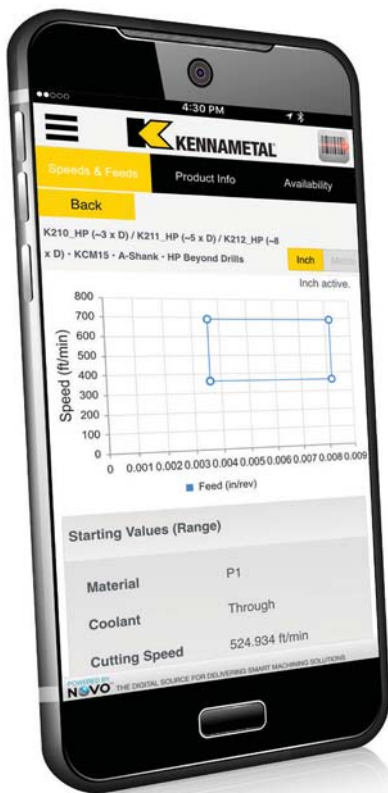 4:30 PM
KENNAMETAL
Speeds & Feeds Product Info Availability
Back
K210_HP (~3 x D) / K211_HP (~5 x D) / K212_HP (~8
x D) · KCM15 · A-Shank · HP Beyond Drills
Inch Metric
Inch active.
800
700
600
500
400
300
200
100
0
Speed (ft/min)
0 0.001 0.002 0.003 0.004 0.005 0.006 0.007 0.008 0.009
Feed (in/rev)
Starting Values (Range)
Material P1
Coolant Through
Cutting Speed 524.934 ft/min
POWERED BY
NOVO THE DIGITAL SOURCE FOR DELIVERING SMART MACHINING SOLUTIONS